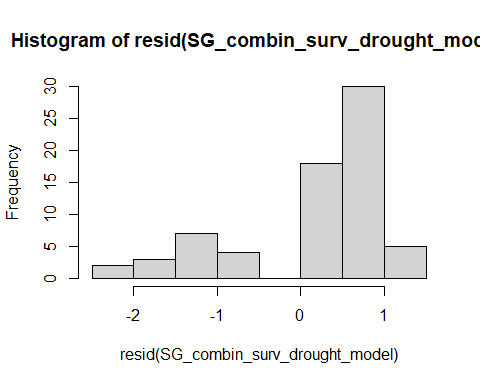 Histogram of resid(SG_combin_surv_drought_mod
Frequency
30
25
20
15
10
5
0
-2 -1 0 1
resid(SG_combin_surv_drought_model)